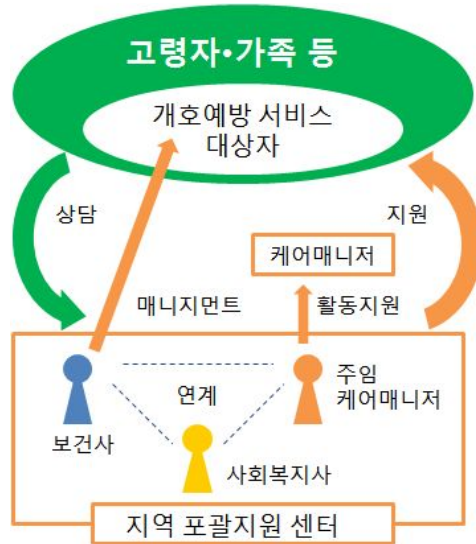 고령자•가족 등
개호예방 서비스
대상자
상담
지원
케어매니저
매니지먼트
활동지원
주임
케어매니저
연계
보건사
사회복지사
지역 포괄지원 센터